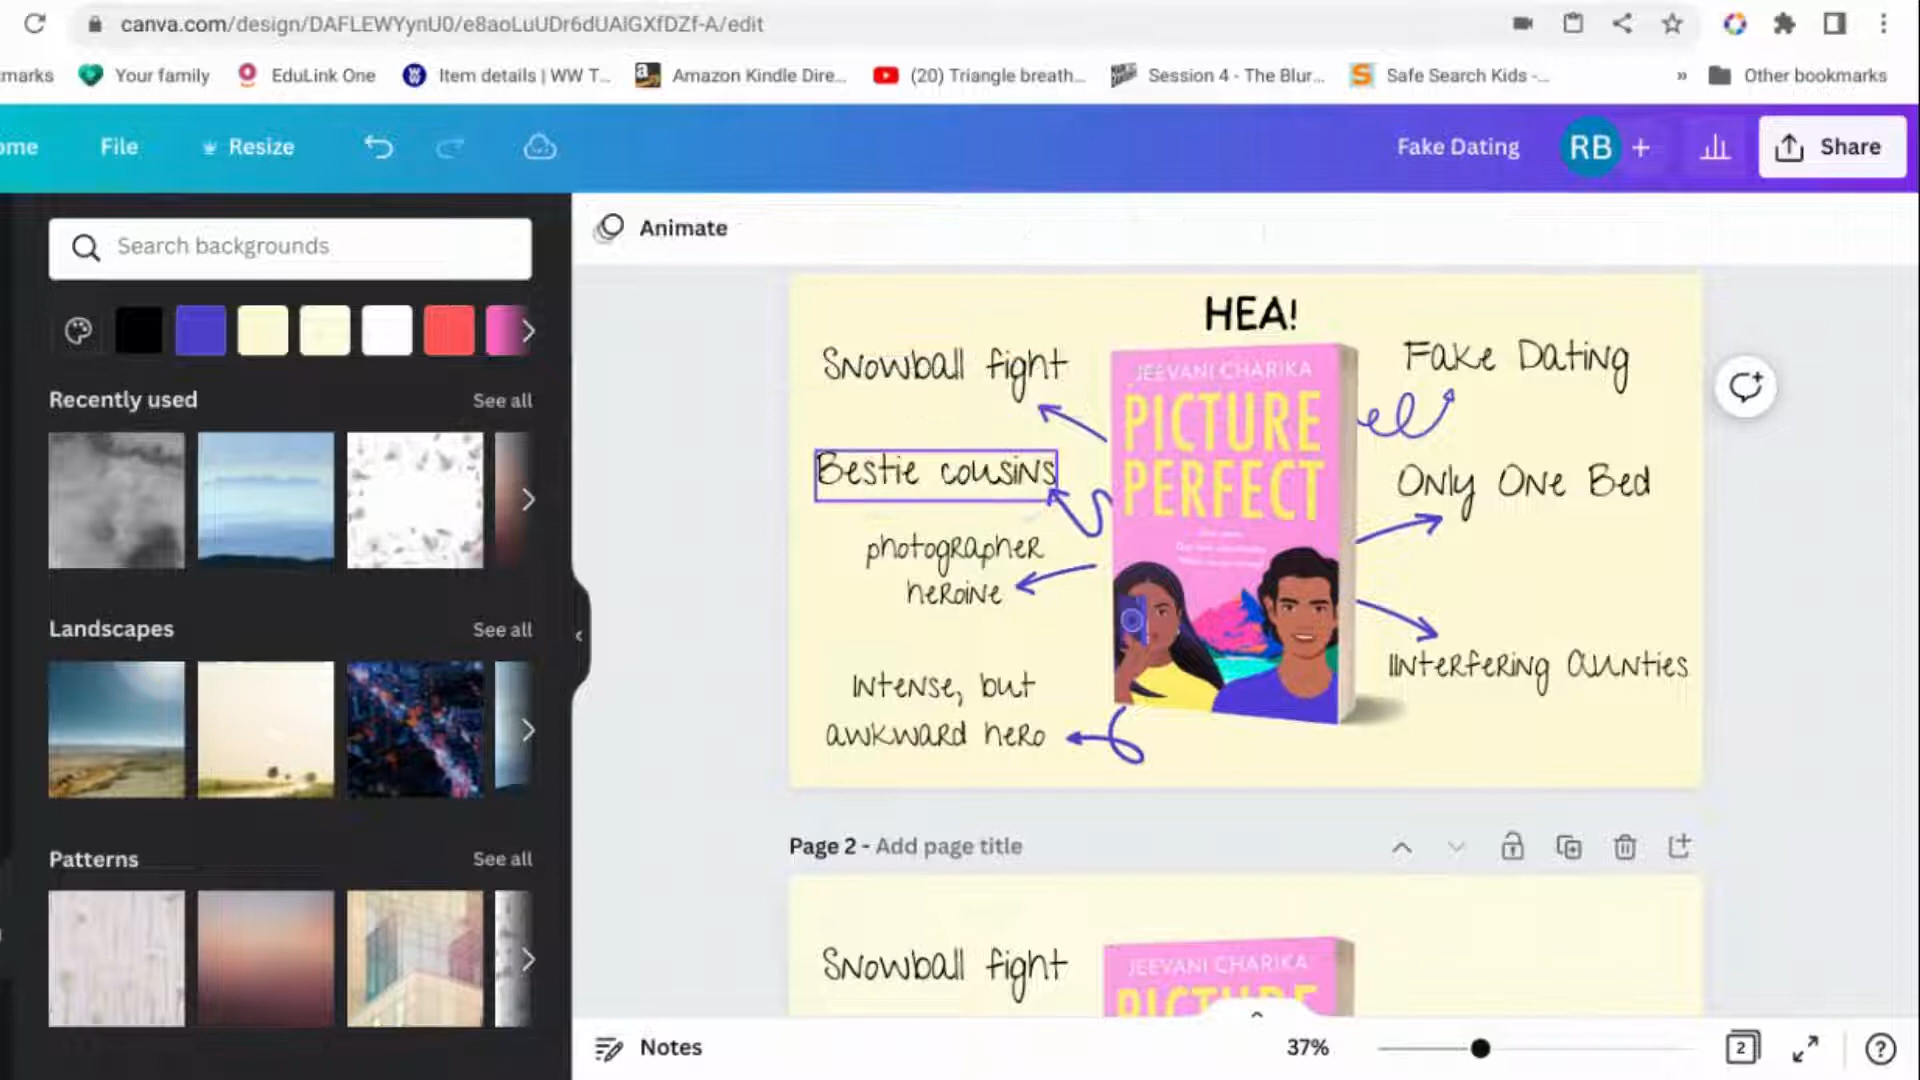 canva.com/design/DAFLEWYynU0/e8aoLuUDr6dUAlGXfDZf-A/edit
marks Your family EduLink One Item details | WW T... Amazon Kindle Dire... (20) Triangle breath... Session 4 - The Blur... Safe Search Kids -... » Other bookmarks
ome File Resize Fake Dating RB + Share
Search backgrounds
Animate
Recently used See all
Landscapes See all
Patterns See all
HEA!
Snowball fight
Bestie cousins
photographer
heroine
Intense, but
awkward hero
JEEVANI CHARIKA
PICTURE
PERFECT
Fake Dating
Only One Bed
IInterfering Aunties
Page 2 - Add page title
Snowball fight
JEEVANI CHARIKA
PICTURE
Notes 37% 2 ?